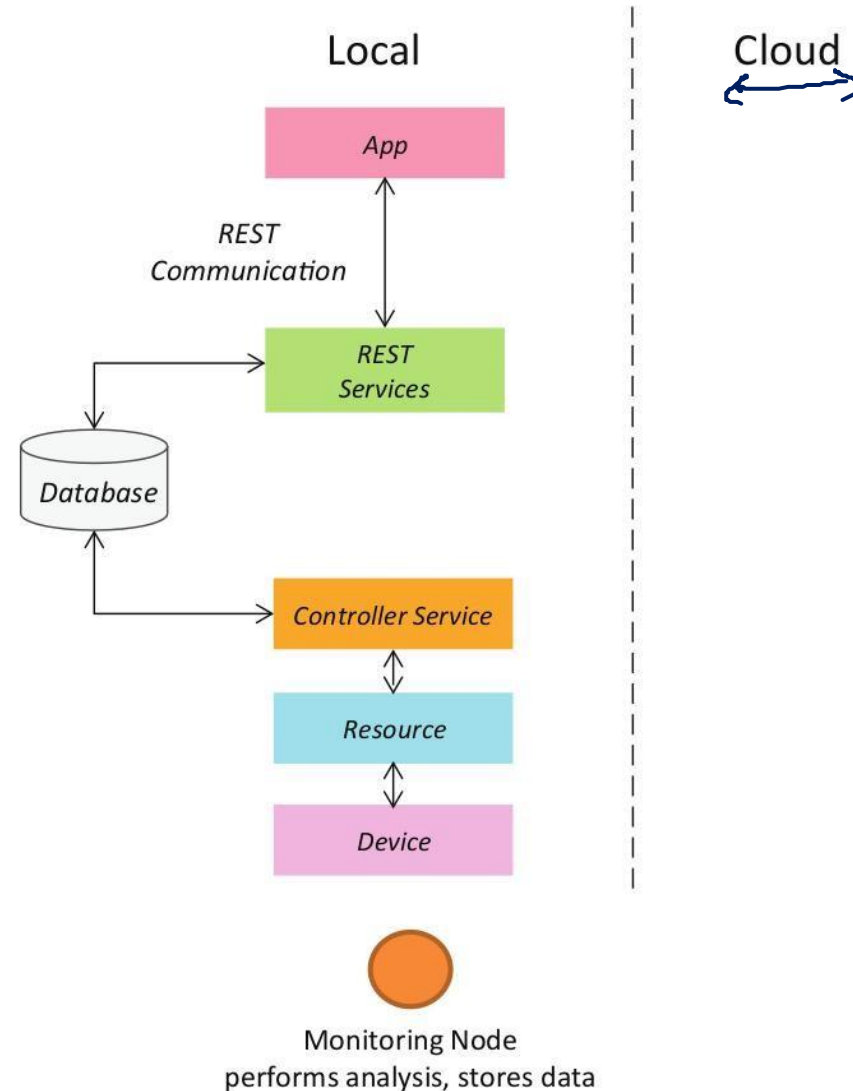 Local
Cloud
App
REST
Communication
REST
Services
Database
Controller Service
Resource
Device
Monitoring Node
performs analysis, stores data